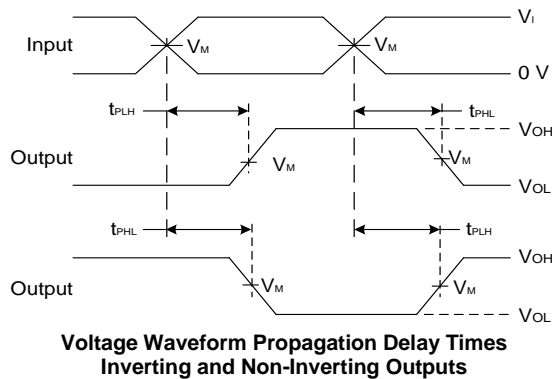 VI
Input
VM
VM
0 V
tPLH
tPHL
VOH
Output
VM
VM
VOL
tPHL
tPLH
VOH
Output
VM
VM
VOL
Voltage Waveform Propagation Delay Times
Inverting and Non-Inverting Outputs